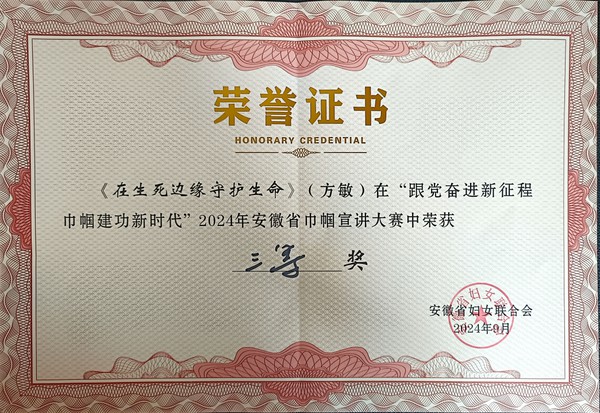 荣誉证书
HONORARY CREDENTIAL
《在生死边缘守护生命》（方敏）在“跟党奋进新征程
巾帼建功新时代”2024年安徽省巾帼宣讲大赛中荣获
三等奖
安徽省妇女联合会
2024年9月